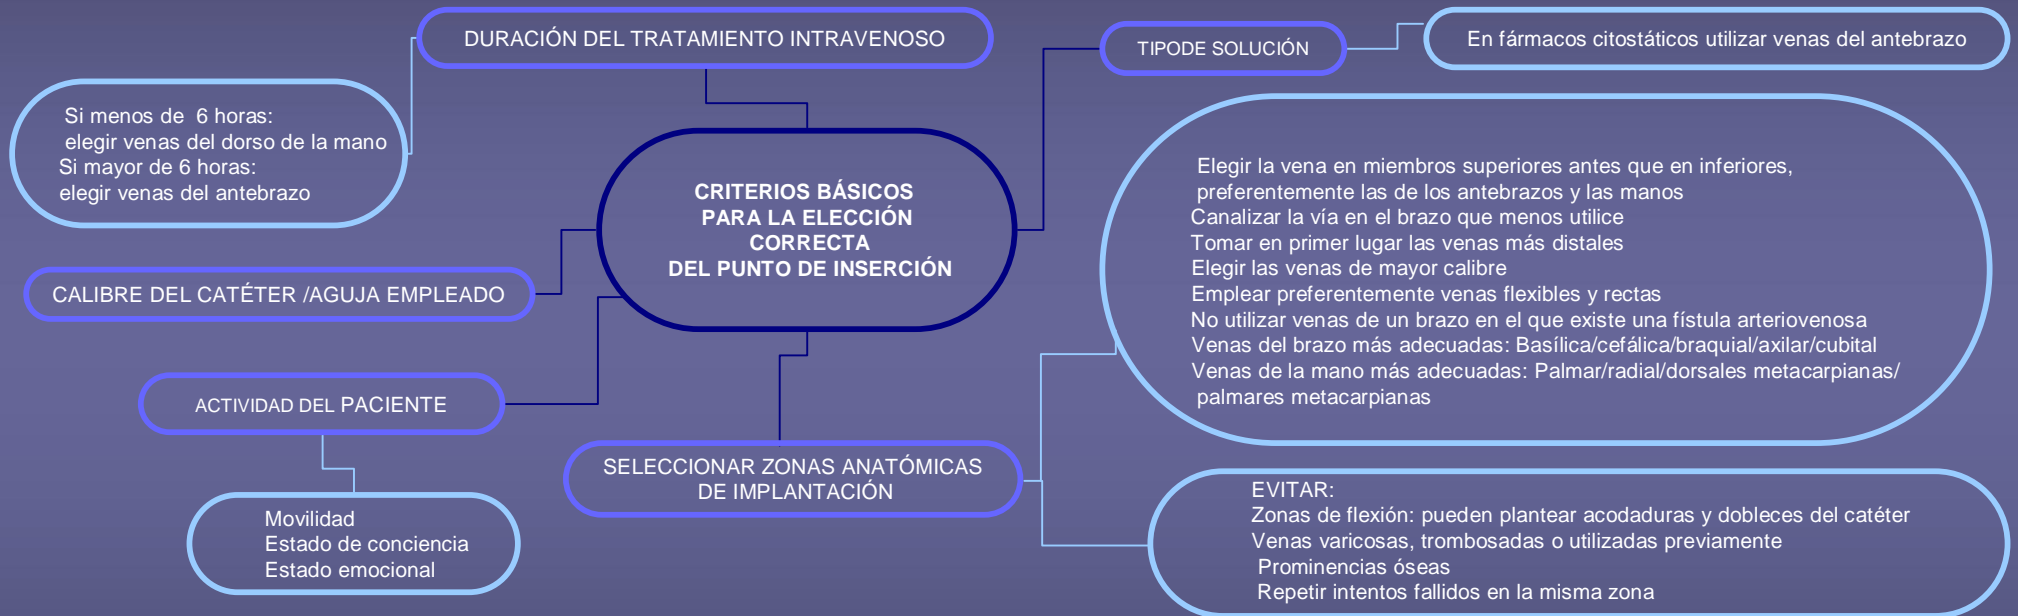 DURACIÓN DEL TRATAMIENTO INTRAVENOSO
Si menos de 6 horas:
elegir venas del dorso de la mano
Si mayor de 6 horas:
elegir venas del antebrazo
TIPODE SOLUCIÓN
En fármacos citostáticos utilizar venas del antebrazo
CRITERIOS BÁSICOS
PARA LA ELECCIÓN
CORRECTA
DEL PUNTO DE INSERCIÓN
CALIBRE DEL CATÉTER /AGUJA EMPLEADO
ACTIVIDAD DEL PACIENTE
Movilidad
Estado de conciencia
Estado emocional
SELECCIONAR ZONAS ANATÓMICAS
DE IMPLANTACIÓN
Elegir la vena en miembros superiores antes que en inferiores,
preferentemente las de los antebrazos y las manos
Canalizar la vía en el brazo que menos utilice
Tomar en primer lugar las venas más distales
Elegir las venas de mayor calibre
Emplear preferentemente venas flexibles y rectas
No utilizar venas de un brazo en el que existe una fístula arteriovenosa
Venas del brazo más adecuadas: Basílica/cefálica/braquial/axilar/cubital
Venas de la mano más adecuadas: Palmar/radial/dorsales metacarpianas/
palmares metacarpianas
EVITAR:
Zonas de flexión: pueden plantear acodaduras y dobleces del catéter
Venas varicosas, trombosadas o utilizadas previamente
Prominencias óseas
Repetir intentos fallidos en la misma zona